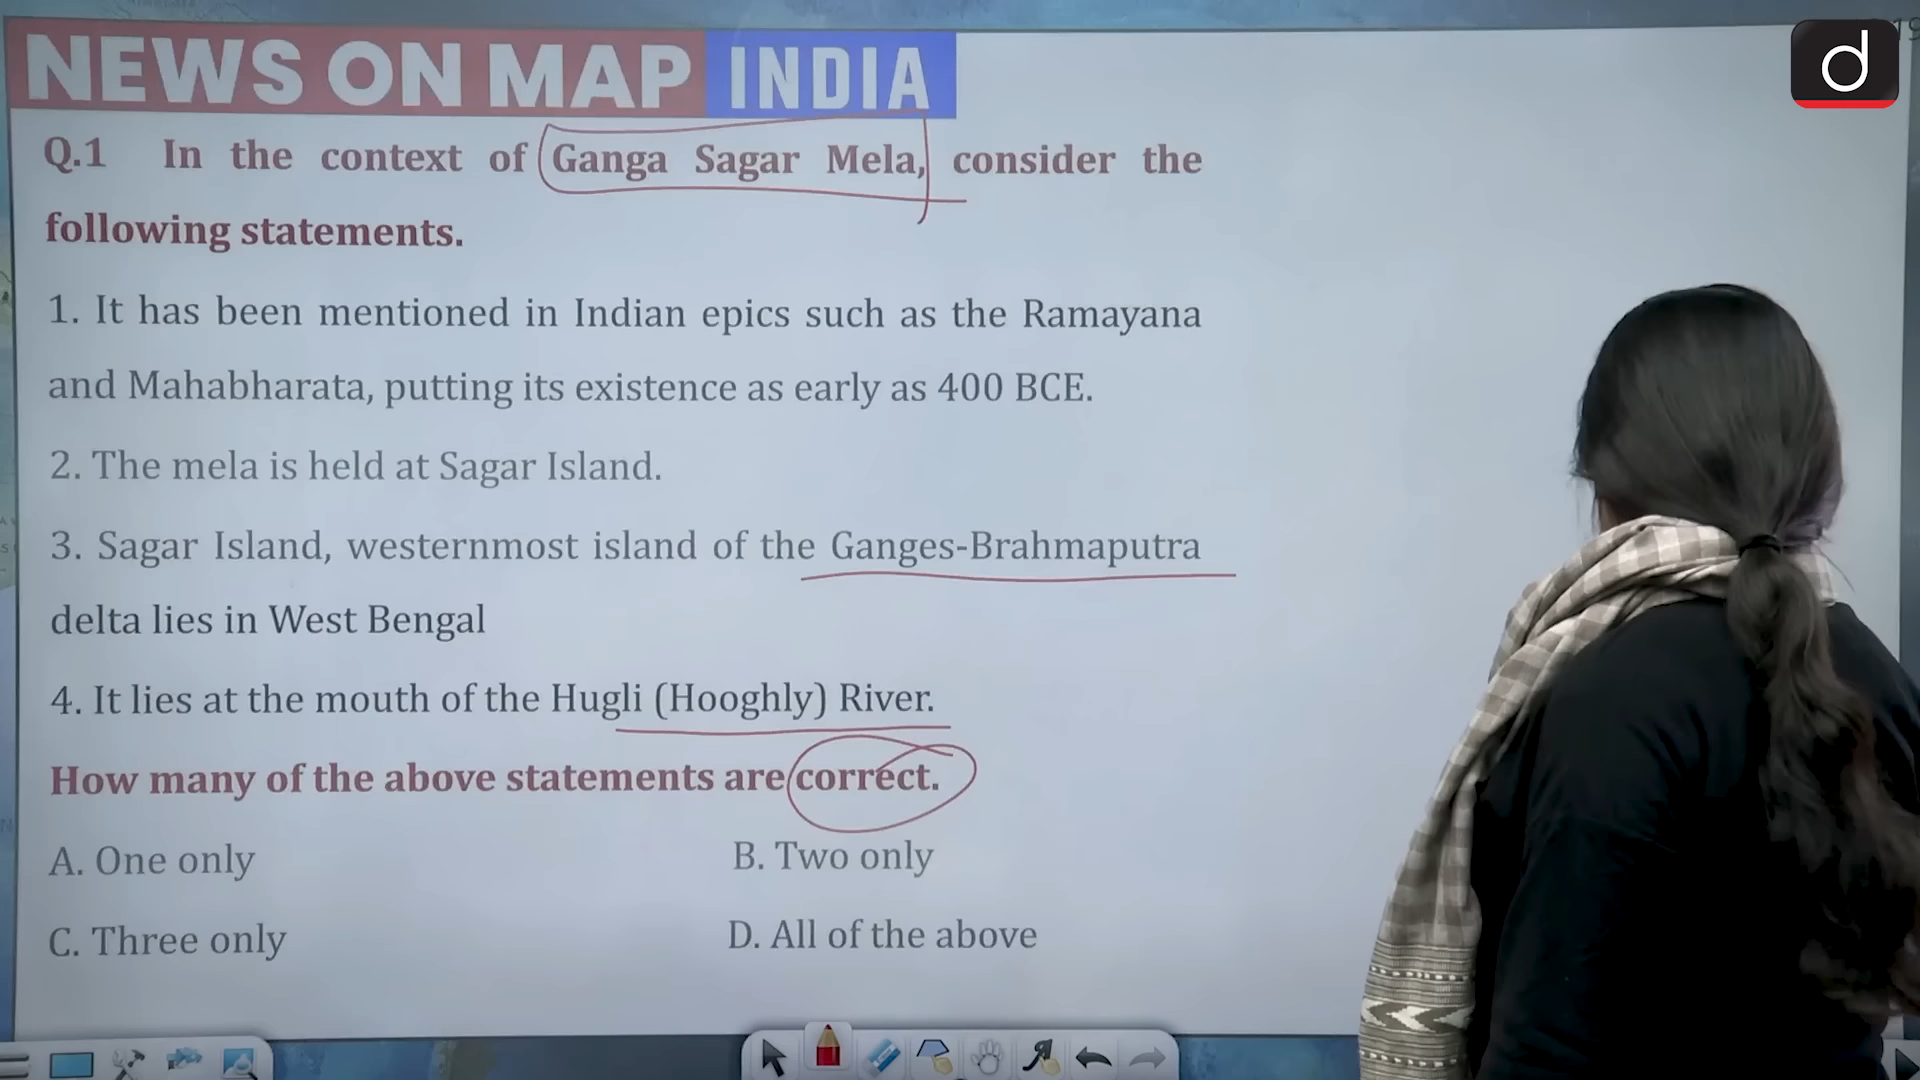 NEWS ON MAP INDIA
Q.1 In the context of Ganga Sagar Mela, consider the
following statements.
1. It has been mentioned in Indian epics such as the Ramayana
and Mahabharata, putting its existence as early as 400 BCE.
2. The mela is held at Sagar Island.
3. Sagar Island, westernmost island of the Ganges-Brahmaputra
delta lies in West Bengal
4. It lies at the mouth of the Hugli (Hooghly) River.
How many of the above statements are correct.
A. One only B. Two only
C. Three only D. All of the above
d